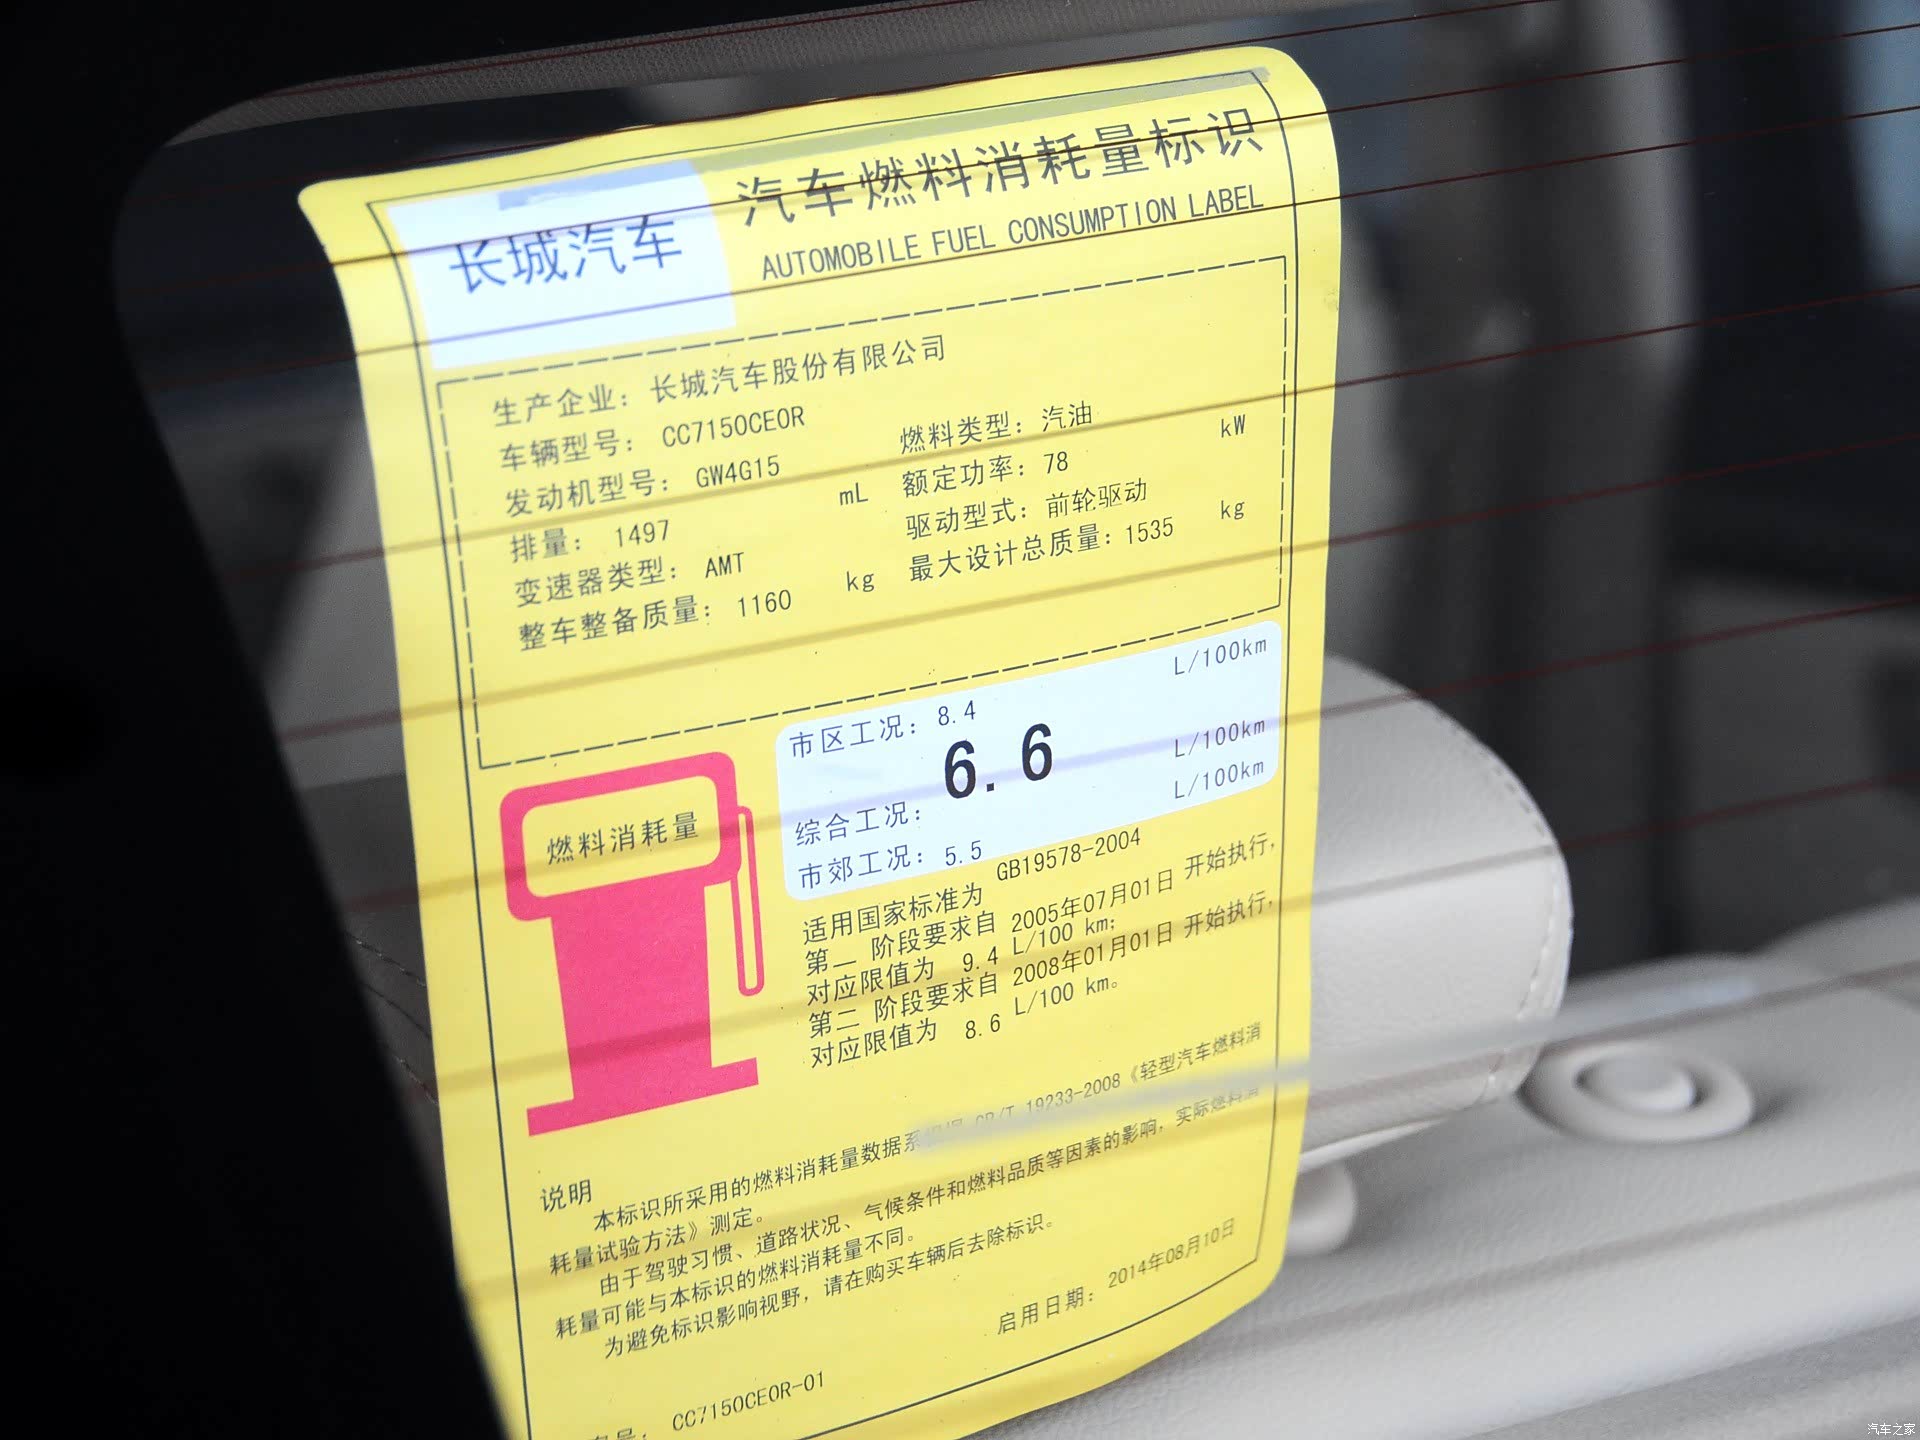 长城汽车
汽车燃料消耗量标识
AUTOMOBILE FUEL CONSUMPTION LABEL
生产企业： 长城汽车股份有限公司
车辆型号： CC7150CE0R
燃料类型：汽油
发动机型号： GW4G15
额定功率：78 kW
排量： 1497 mL
驱动型式：前轮驱动
变速器类型： AMT
最大设计总质量：1535 kg
整车整备质量： 1160 kg
市区工况： 8.4 L/100km
综合工况： 6.6 L/100km
市郊工况： 5.5 L/100km
燃料消耗量
适用国家标准为 GB19578-2004
第一 阶段要求自 2005年07月01日 开始执行，
对应限值为 9.4 L/100 km；
第二 阶段要求自 2008年01月01日 开始执行，
对应限值为 8.6 L/100 km。
说明
本标识所采用的燃料消耗量数据系根据 GB/T 19233-2008《轻型汽车燃料消
耗量试验方法》测定。
由于驾驶习惯、道路状况、气候条件和燃料品质等因素的影响，实际燃料消
耗量可能与本标识的燃料消耗量不同。
为避免标识影响视野，请在购买车辆后去除标识。
启用日期： 2014年08月10日
CC7150CE0R-01
汽车之家